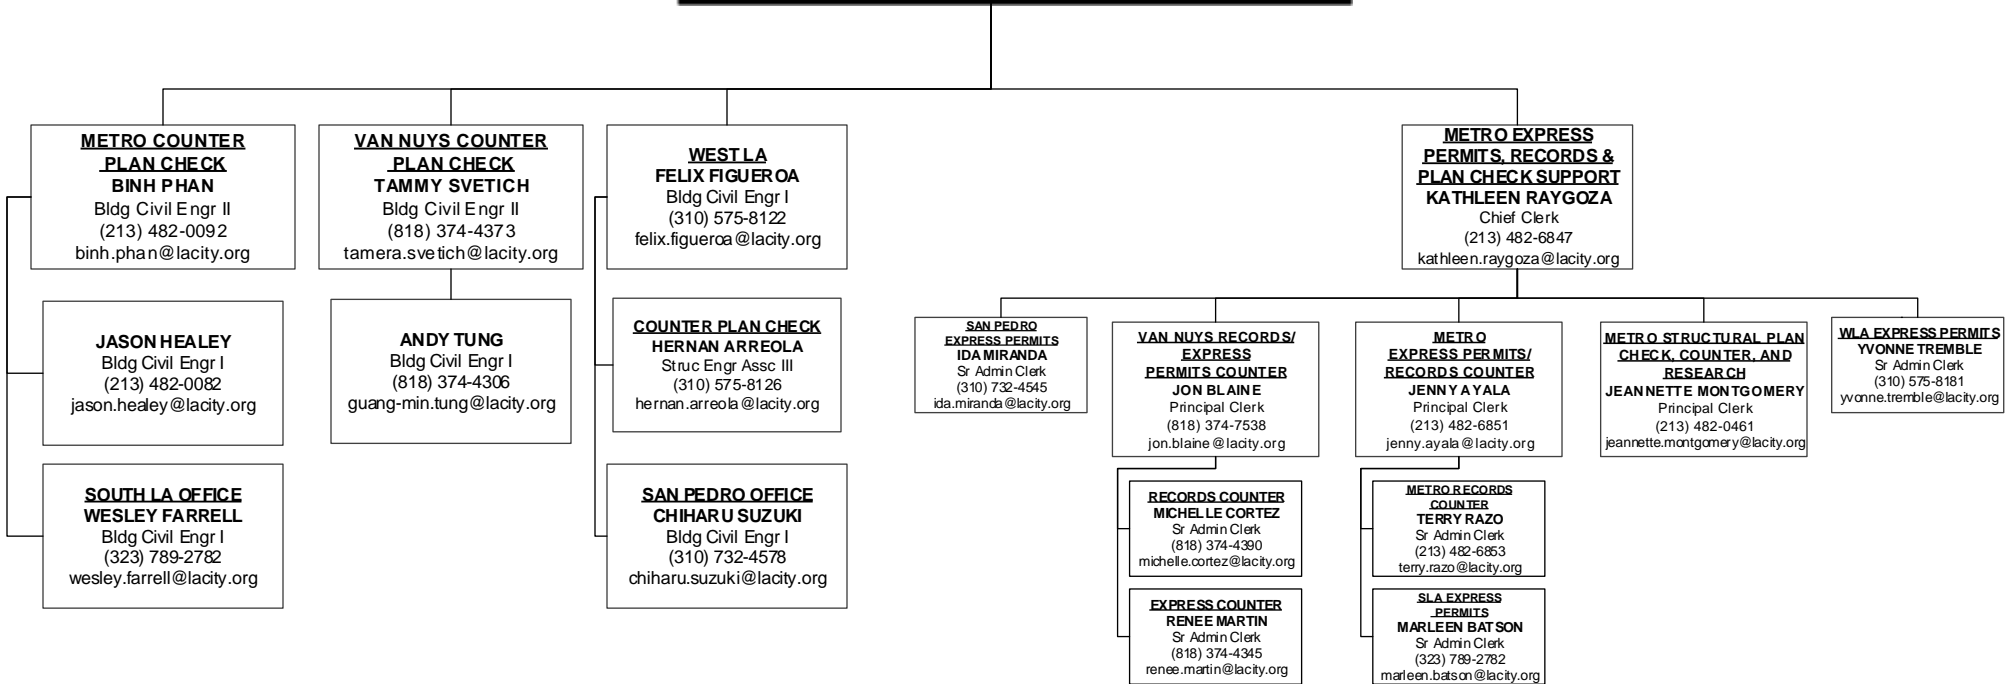 METRO COUNTER
PLAN CHECK
BINH PHAN
Bldg Civil Engr II
(213) 482-0092
binh.phan@lacity.org
VAN NUYS COUNTER
PLAN CHECK
TAMMY SVETICH
Bldg Civil Engr II
(818) 374-4373
tamera.svetich@lacity.org
WEST LA
FELIX FIGUEROA
Bldg Civil Engr I
(310) 575-8122
felix.figueroa@lacity.org
METRO EXPRESS
PERMITS, RECORDS &
PLAN CHECK SUPPORT
KATHLEEN RAYGOZA
Chief Clerk
(213) 482-6847
kathleen.raygoza@lacity.org
JASON HEALEY
Bldg Civil Engr I
(213) 482-0082
jason.healey@lacity.org
ANDY TUNG
Bldg Civil Engr I
(818) 374-4306
guang-min.tung@lacity.org
COUNTER PLAN CHECK
HERNAN ARREOLA
Struc Engr Assc III
(310) 575-8126
hernan.arreola@lacity.org
SAN PEDRO
EXPRESS PERMITS
IDA MIRANDA
Sr Admin Clerk
(310) 732-4545
ida.miranda@lacity.org
VAN NUYS RECORDS/
EXPRESS
PERMITS COUNTER
JON BLAINE
Principal Clerk
(818) 374-7538
jon.blaine@lacity.org
METRO
EXPRESS PERMITS/
RECORDS COUNTER
JENNY AYALA
Principal Clerk
(213) 482-6851
jenny.ayala@lacity.org
METRO STRUCTURAL PLAN
CHECK, COUNTER, AND
RESEARCH
JEANNETTE MONTGOMERY
Principal Clerk
(213) 482-0461
jeannette.montgomery@lacity.org
WLA EXPRESS PERMITS
YVONNE TREMBLE
Sr Admin Clerk
(310) 575-8181
yvonne.tremble@lacity.org
SOUTH LA OFFICE
WESLEY FARRELL
Bldg Civil Engr I
(323) 789-2782
wesley.farrell@lacity.org
SAN PEDRO OFFICE
CHIHARU SUZUKI
Bldg Civil Engr I
(310) 732-4578
chiharu.suzuki@lacity.org
RECORDS COUNTER
MICHELLE CORTEZ
Sr Admin Clerk
(818) 374-4390
michelle.cortez@lacity.org
METRO RECORDS
COUNTER
TERRY RAZO
Sr Admin Clerk
(213) 482-6853
terry.razo@lacity.org
EXPRESS COUNTER
RENEE MARTIN
Sr Admin Clerk
(818) 374-4345
renee.martin@lacity.org
SLA EXPRESS
PERMITS
MARLEEN BATSON
Sr Admin Clerk
(323) 789-2782
marleen.batson@lacity.org